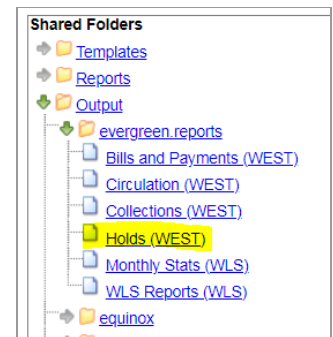 Shared Folders
Templates
Reports
Output
evergreen.reports
Bills and Payments (WEST)
Circulation (WEST)
Collections (WEST)
Holds (WEST)
Monthly Stats (WLS)
WLS Reports (WLS)
equinox